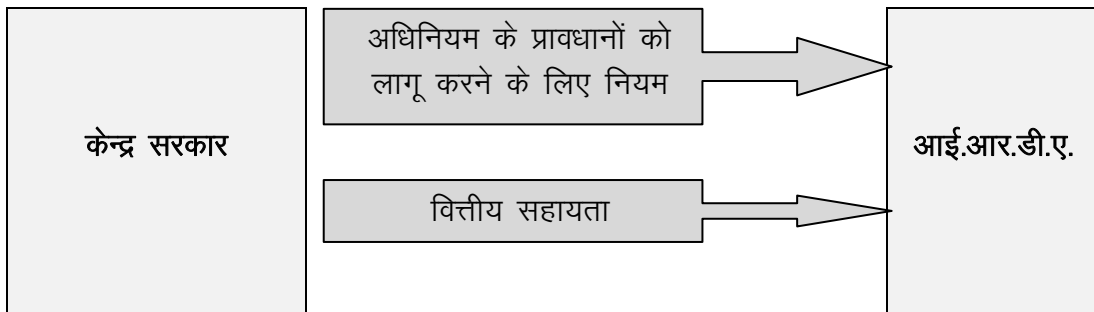 केन्द्र सरकार
अधिनियम के प्रावधानों को
लागू करने के लिए नियम
वित्तीय सहायता
आई.आर.डी.ए.